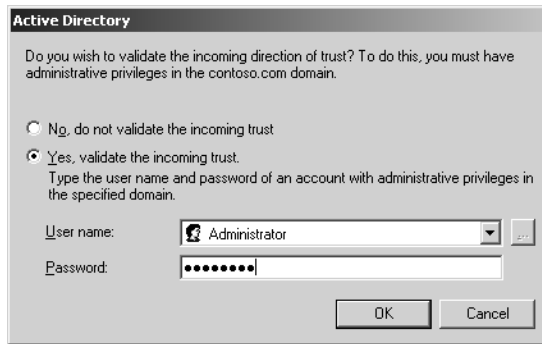 Active Directory
Do you wish to validate the incoming direction of trust? To do this, you must have
administrative privileges in the contoso.com domain.
No, do not validate the incoming trust
Yes, validate the incoming trust.
Type the user name and password of an account with administrative privileges in
the specified domain.
User name: Administrator ...
Password: ●●●●●●●●
OK Cancel